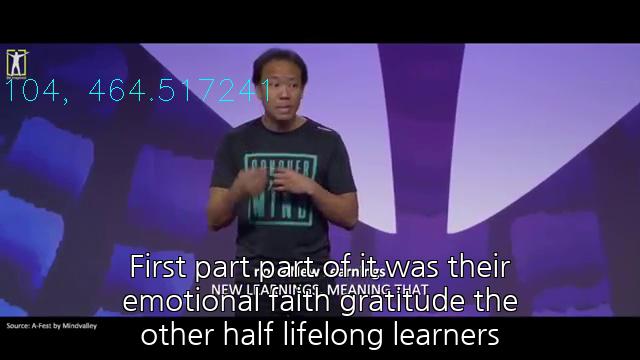 104, 464.517241
CONQUER
MIND
First part part of it was their
NEW LEARNINGS, MEANING THAT
emotional faith gratitude the
other half lifelong learners
Source: A-Fest by Mindvalley